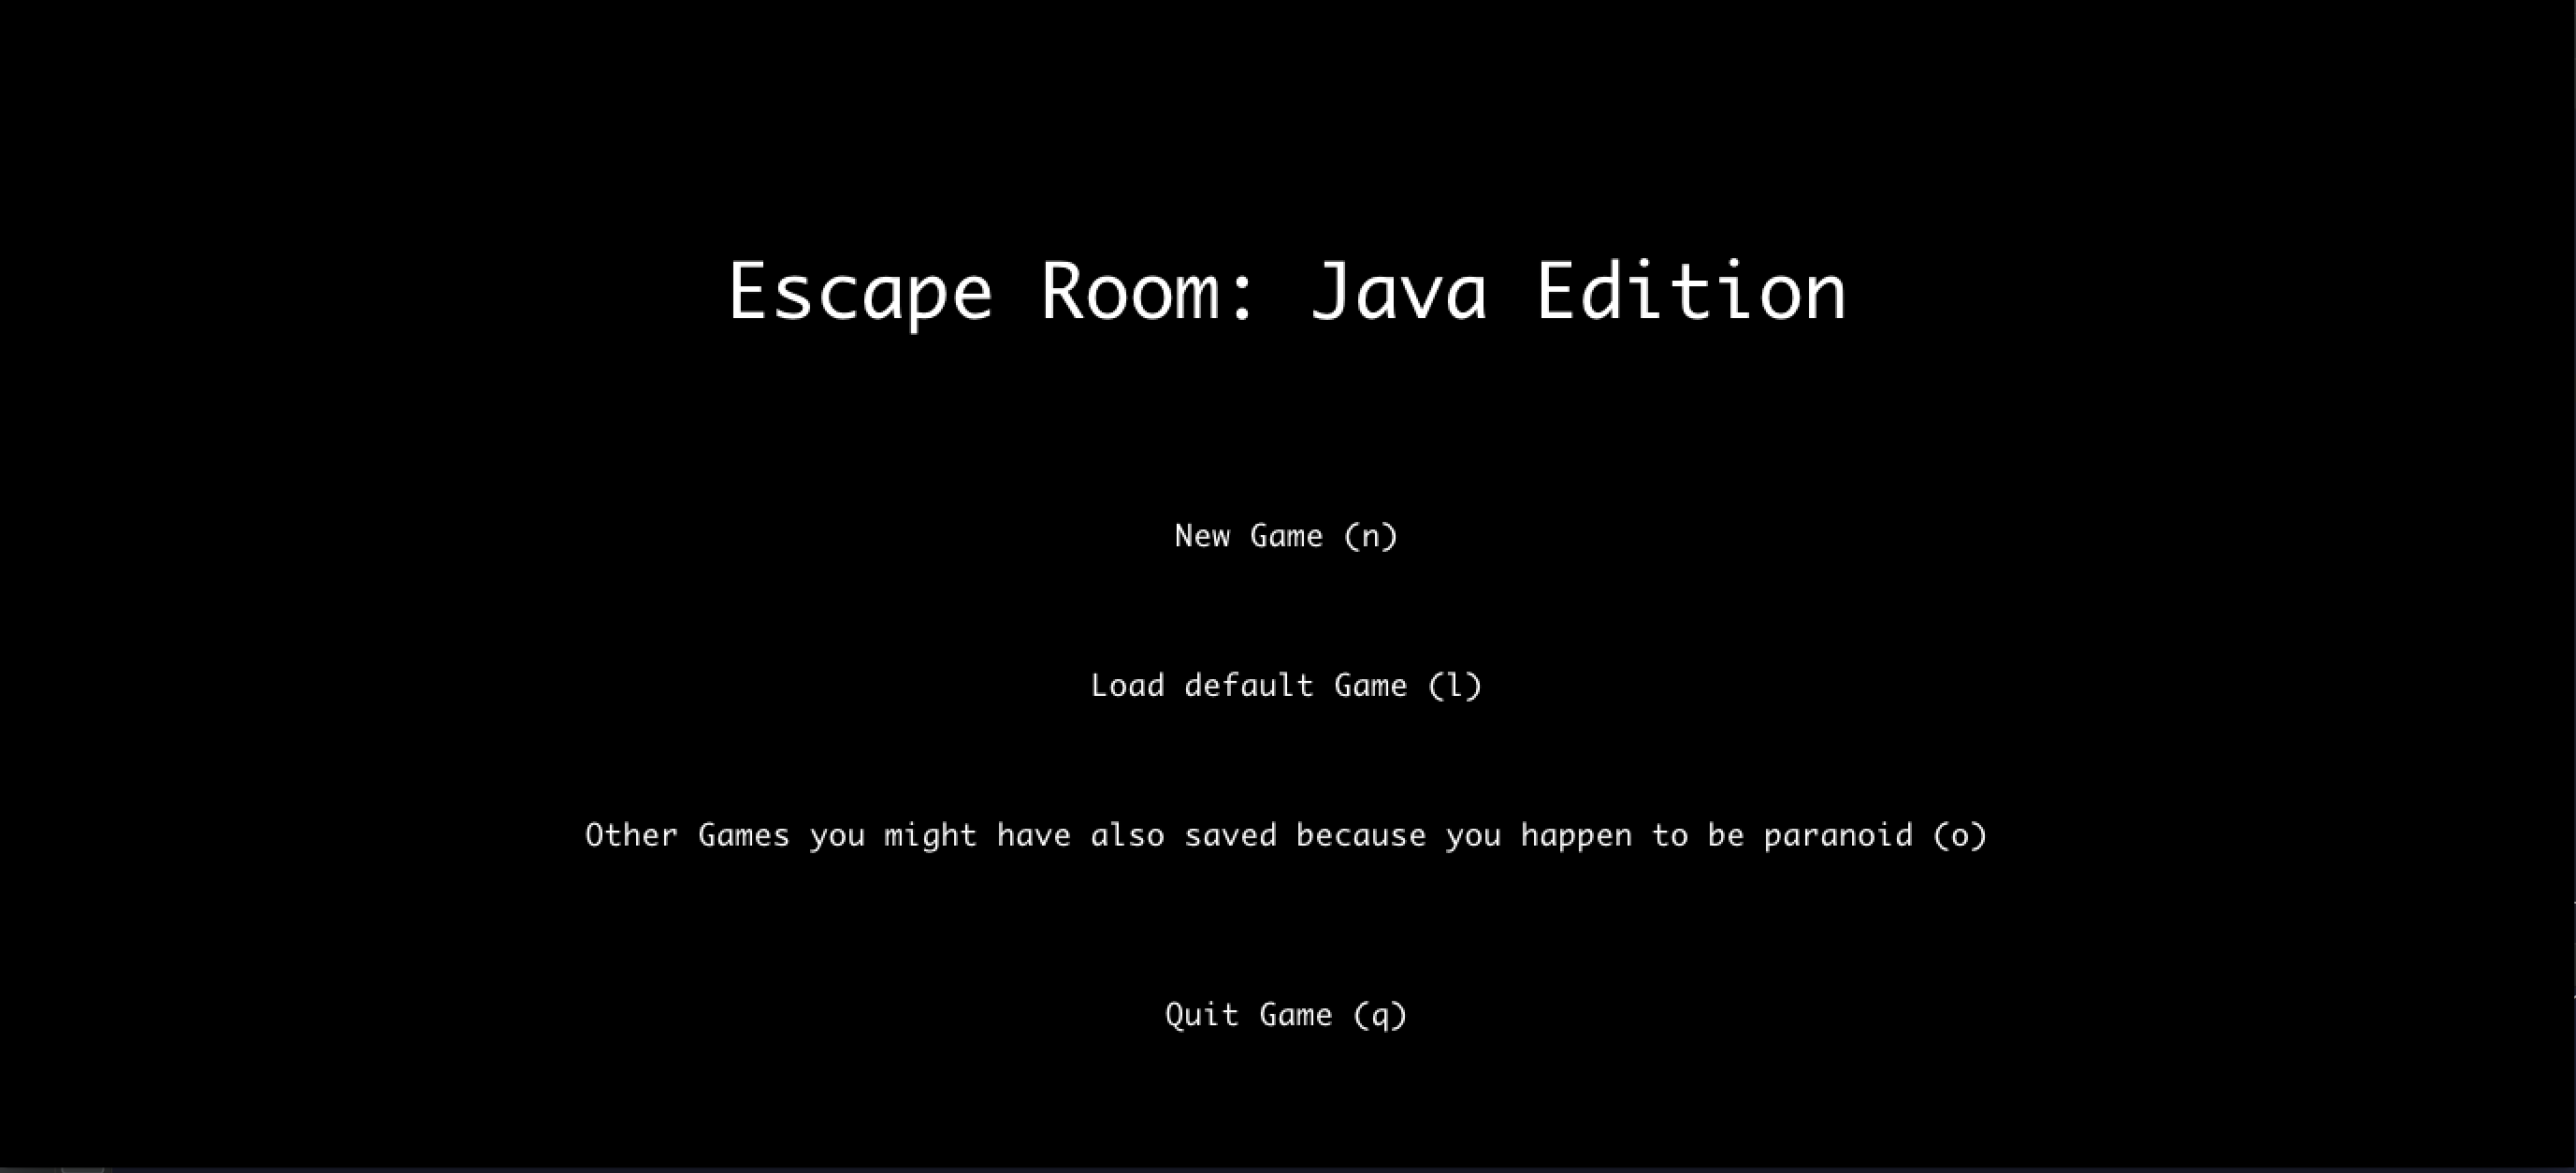 Escape Room: Java Edition
New Game (n)
Load default Game (l)
Other Games you might have also saved because you happen to be paranoid (o)
Quit Game (q)